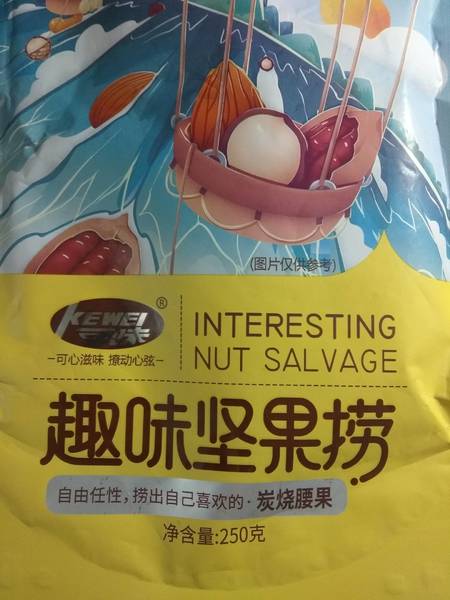 (图片仅供参考)
KEWEI®
可味
-可心滋味 撩动心弦-
INTERESTING
NUT SALVAGE
趣味坚果捞
自由任性，捞出自己喜欢的·炭烧腰果
净含量:250克